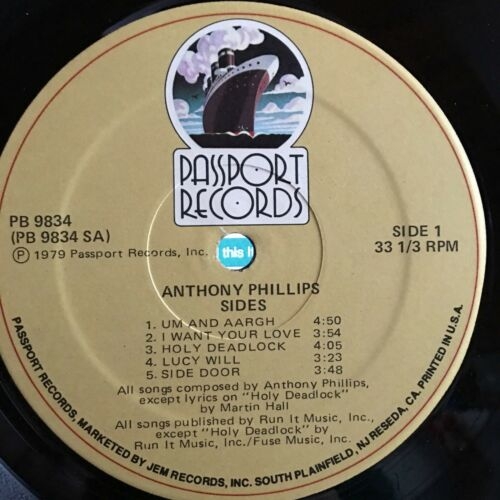 PASSPORT
RECORDS
PB 9834
(PB 9834 SA)
Ⓟ 1979 Passport Records, Inc.
SIDE 1
33 1/3 RPM
this
ANTHONY PHILLIPS
SIDES
1. UM AND AARGH 4:50
2. I WANT YOUR LOVE 3:54
3. HOLY DEADLOCK 4:05
4. LUCY WILL 3:23
5. SIDE DOOR 3:48
All songs composed by Anthony Phillips,
except lyrics on "Holy Deadlock"
by Martin Hall
All songs published by Run It Music, Inc.,
except "Holy Deadlock" by
Run It Music, Inc./Fuse Music, Inc.
PASSPORT RECORDS, MARKETED BY JEM RECORDS, INC. SOUTH PLAINFIELD, NJ RESEDA, CA. PRINTED IN U.S.A.